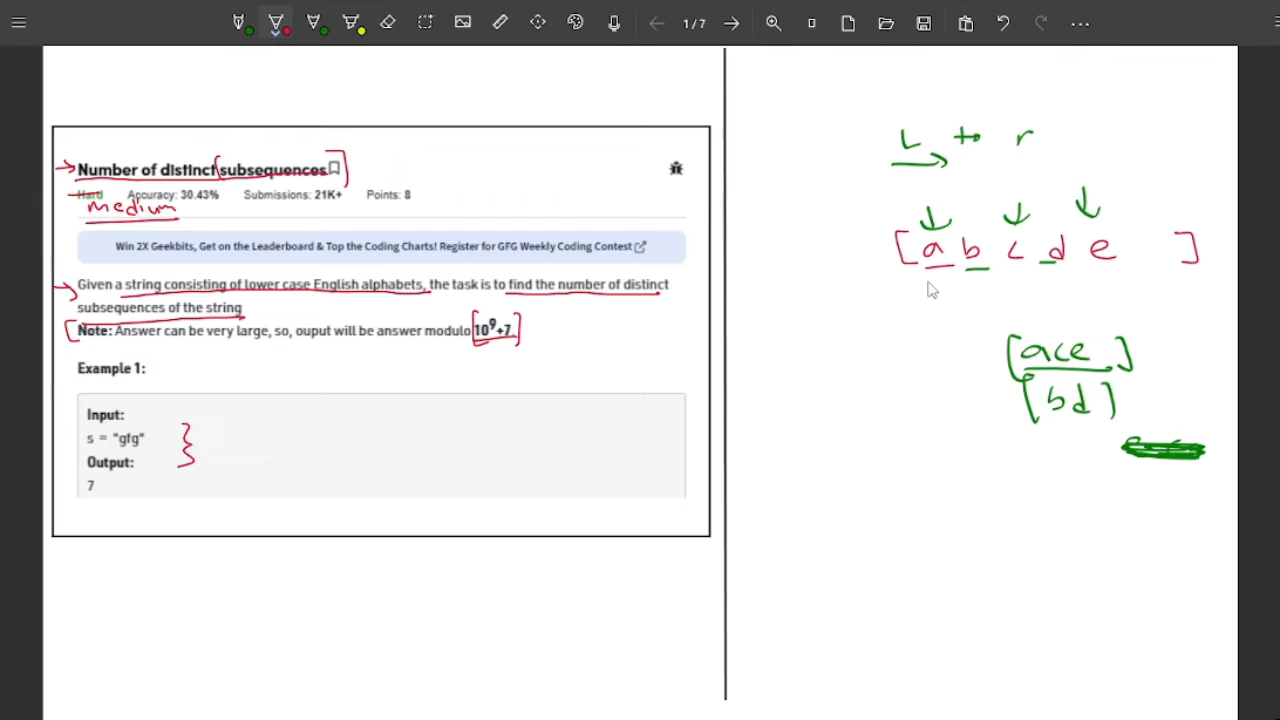 1/7
Number of distinct [subsequences]
Hard Accuracy: 30.43% Submissions: 21K+ Points: 8
medium
Win 2X Geekbits, Get on the Leaderboard & Top the Coding Charts! Register for GFG Weekly Coding Contest
Given a string consisting of lower case English alphabets, the task is to find the number of distinct
subsequences of the string
[Note: Answer can be very large, so, ouput will be answer modulo [10⁹+7.]
Example 1:
Input:
s = "gfg"
Output:
7
L to r
[a b c d e ]
[ace]
[bd]